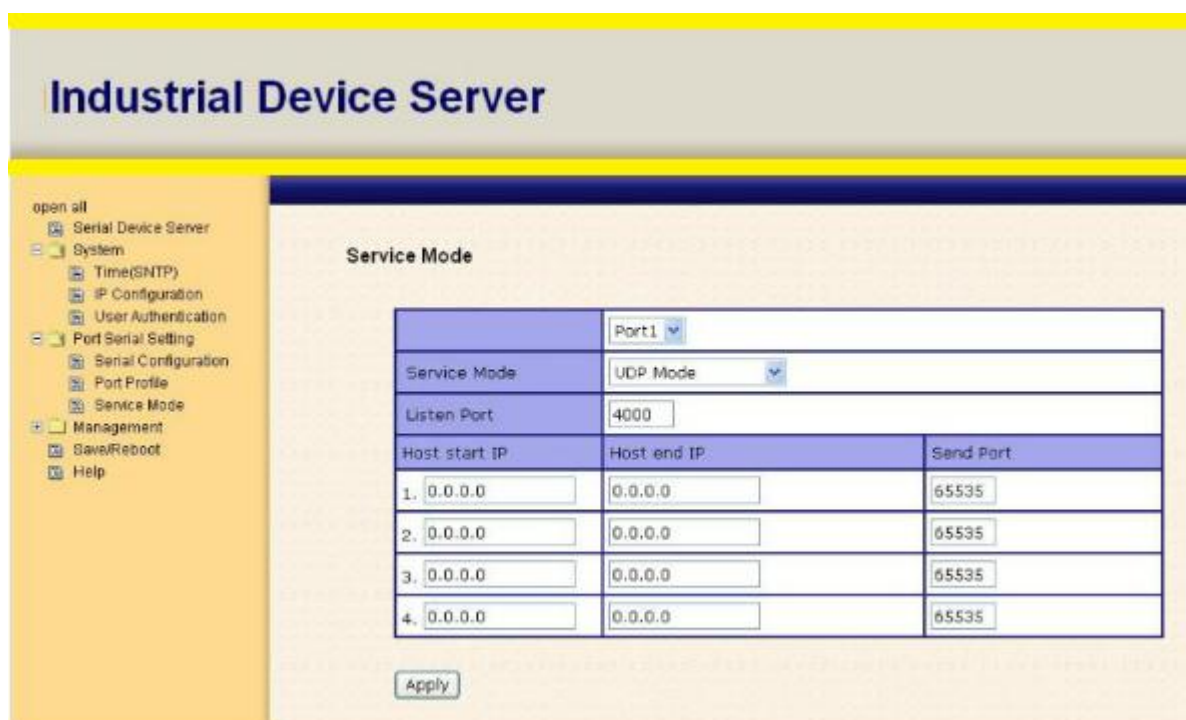 Industrial Device Server
open all
Serial Device Server
System
Time(SNTP)
IP Configuration
User Authentication
Port Serial Setting
Serial Configuration
Port Profile
Service Mode
Management
Save/Reboot
Help
Service Mode
Port1
Service Mode UDP Mode
Listen Port 4000
Host start IP Host end IP Send Port
1. 0.0.0.0 0.0.0.0 65535
2. 0.0.0.0 0.0.0.0 65535
3. 0.0.0.0 0.0.0.0 65535
4. 0.0.0.0 0.0.0.0 65535
Apply